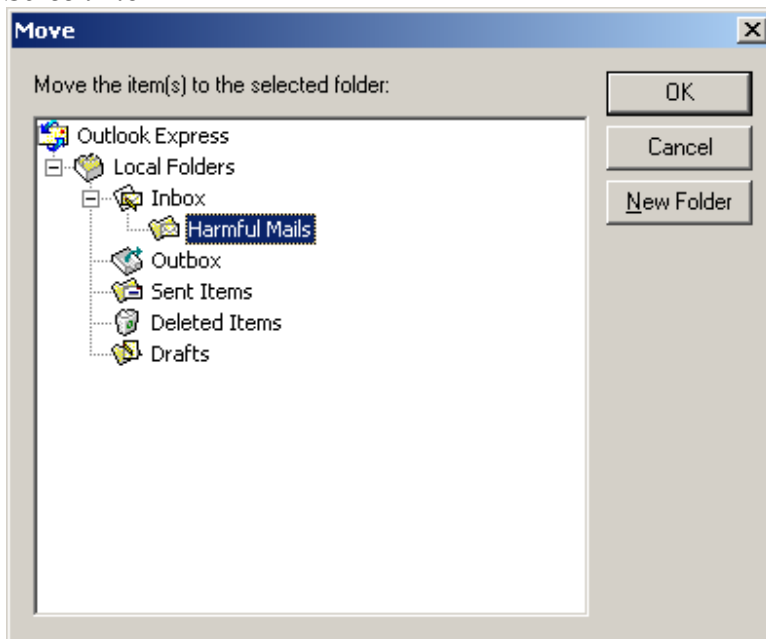 Move
Move the item(s) to the selected folder:
OK
Cancel
New Folder
Outlook Express
Local Folders
Inbox
Harmful Mails
Outbox
Sent Items
Deleted Items
Drafts